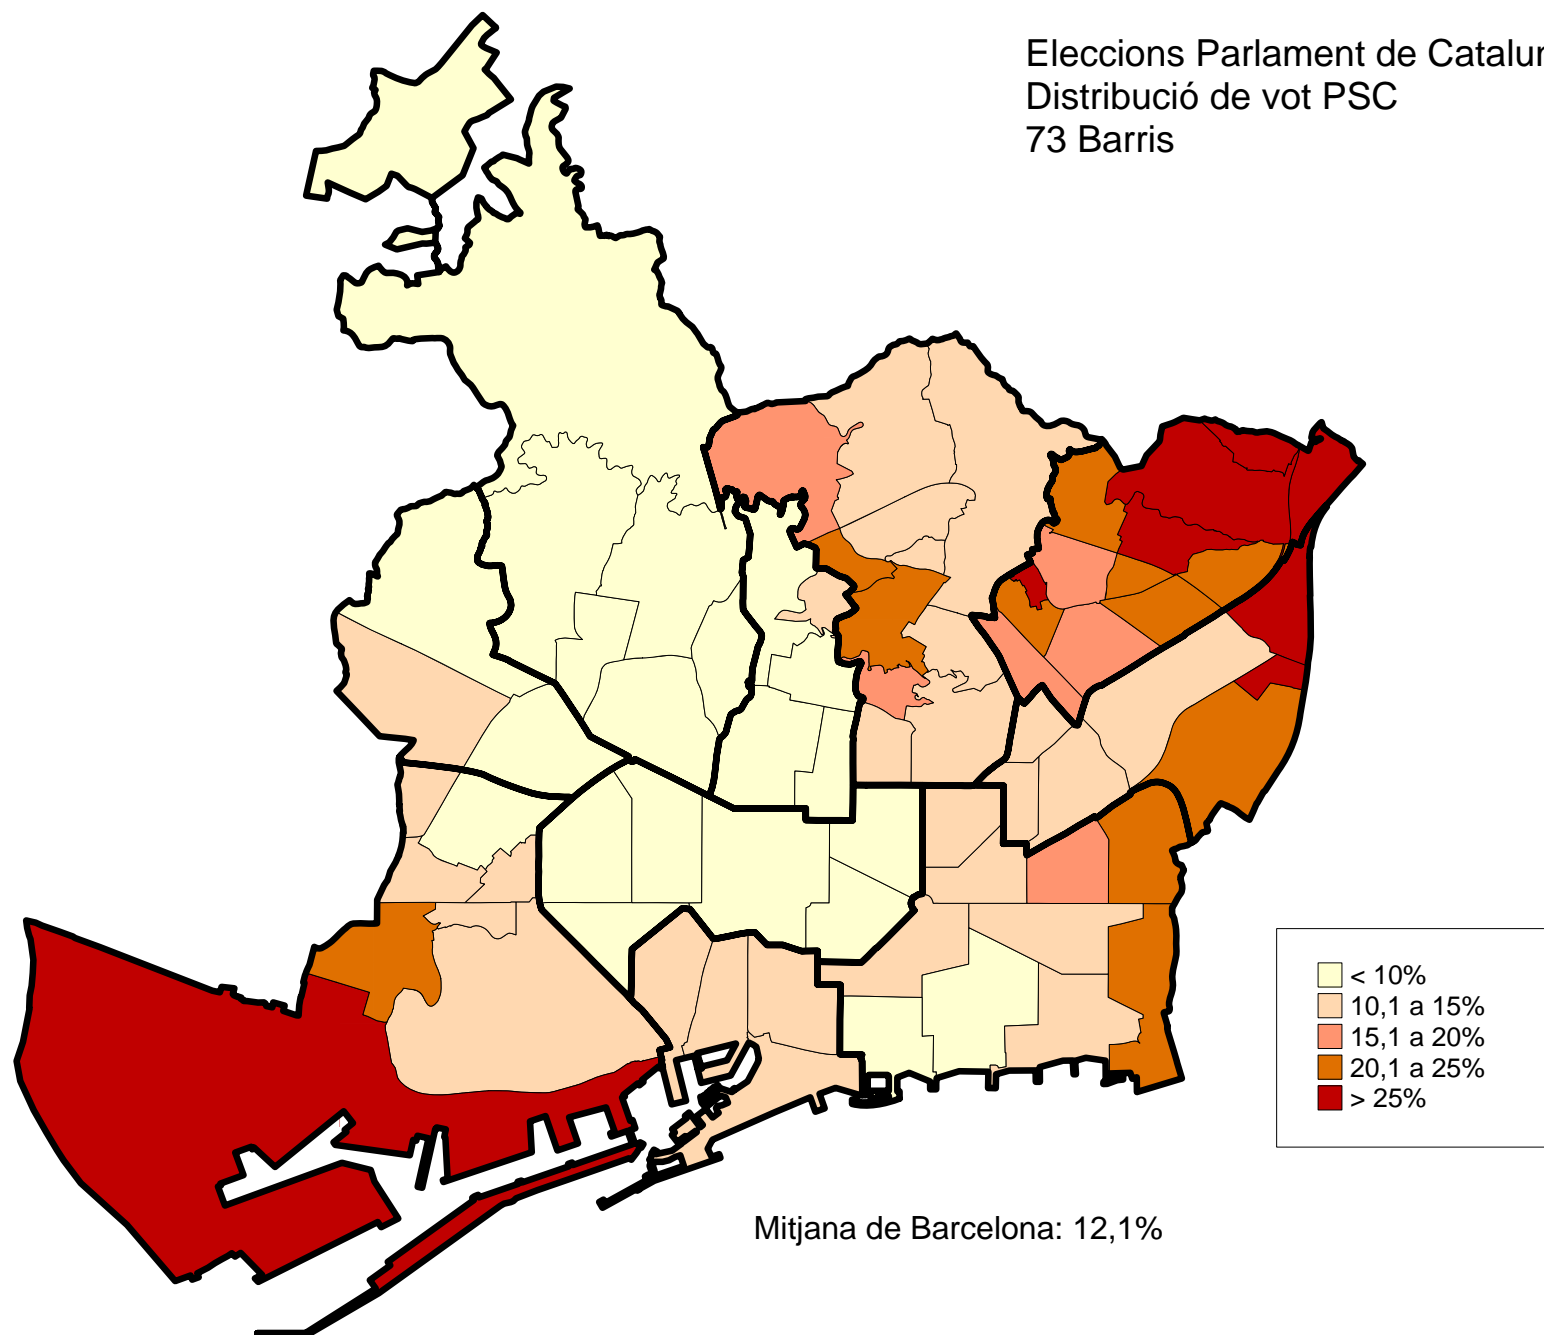 Eleccions Parlament de Catalu
Distribució de vot PSC
73 Barris
< 10%
10,1 a 15%
15,1 a 20%
20,1 a 25%
> 25%
Mitjana de Barcelona: 12,1%